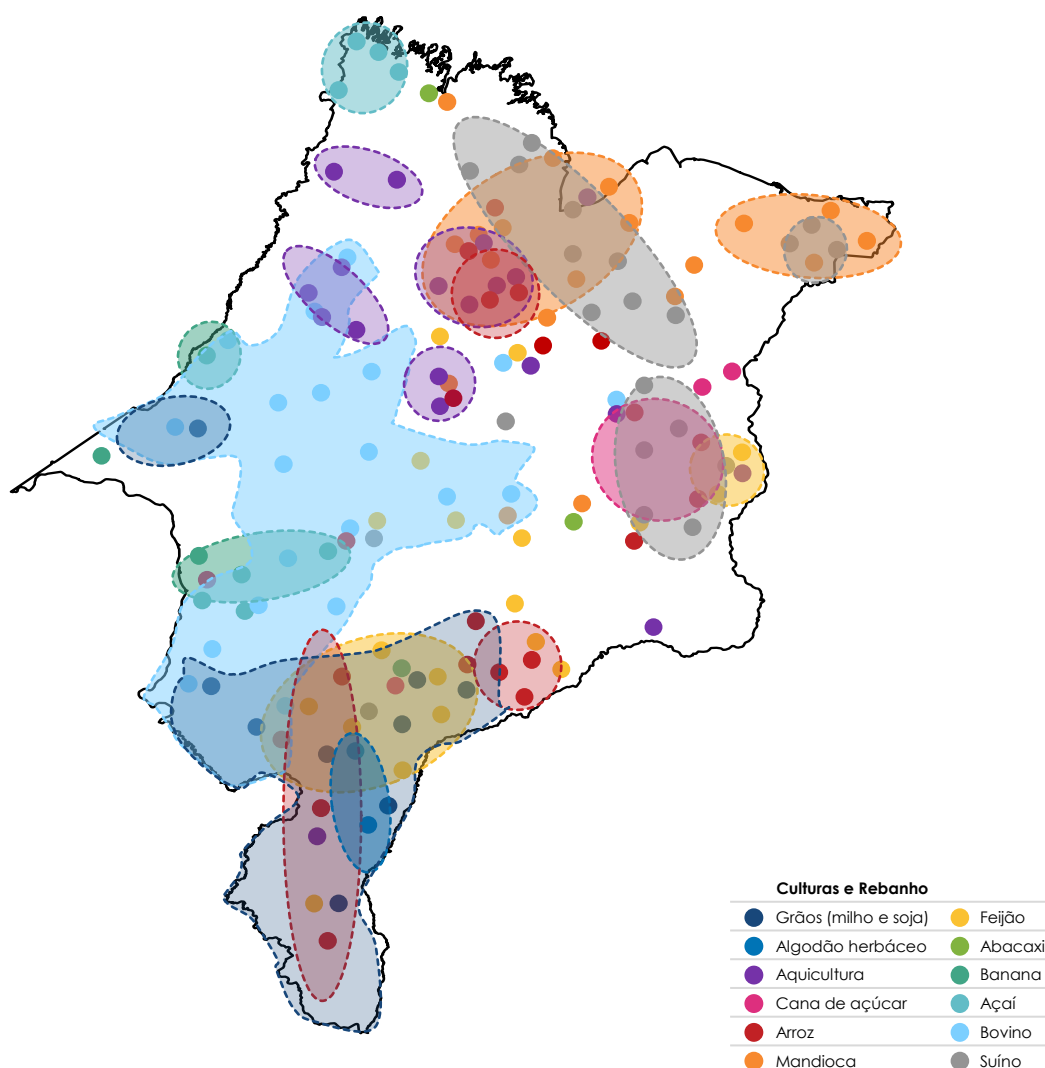 Culturas e Rebanho
Grãos (milho e soja) Feijão
Algodão herbáceo Abacaxi
Aquicultura Banana
Cana de açúcar Açaí
Arroz Bovino
Mandioca Suíno